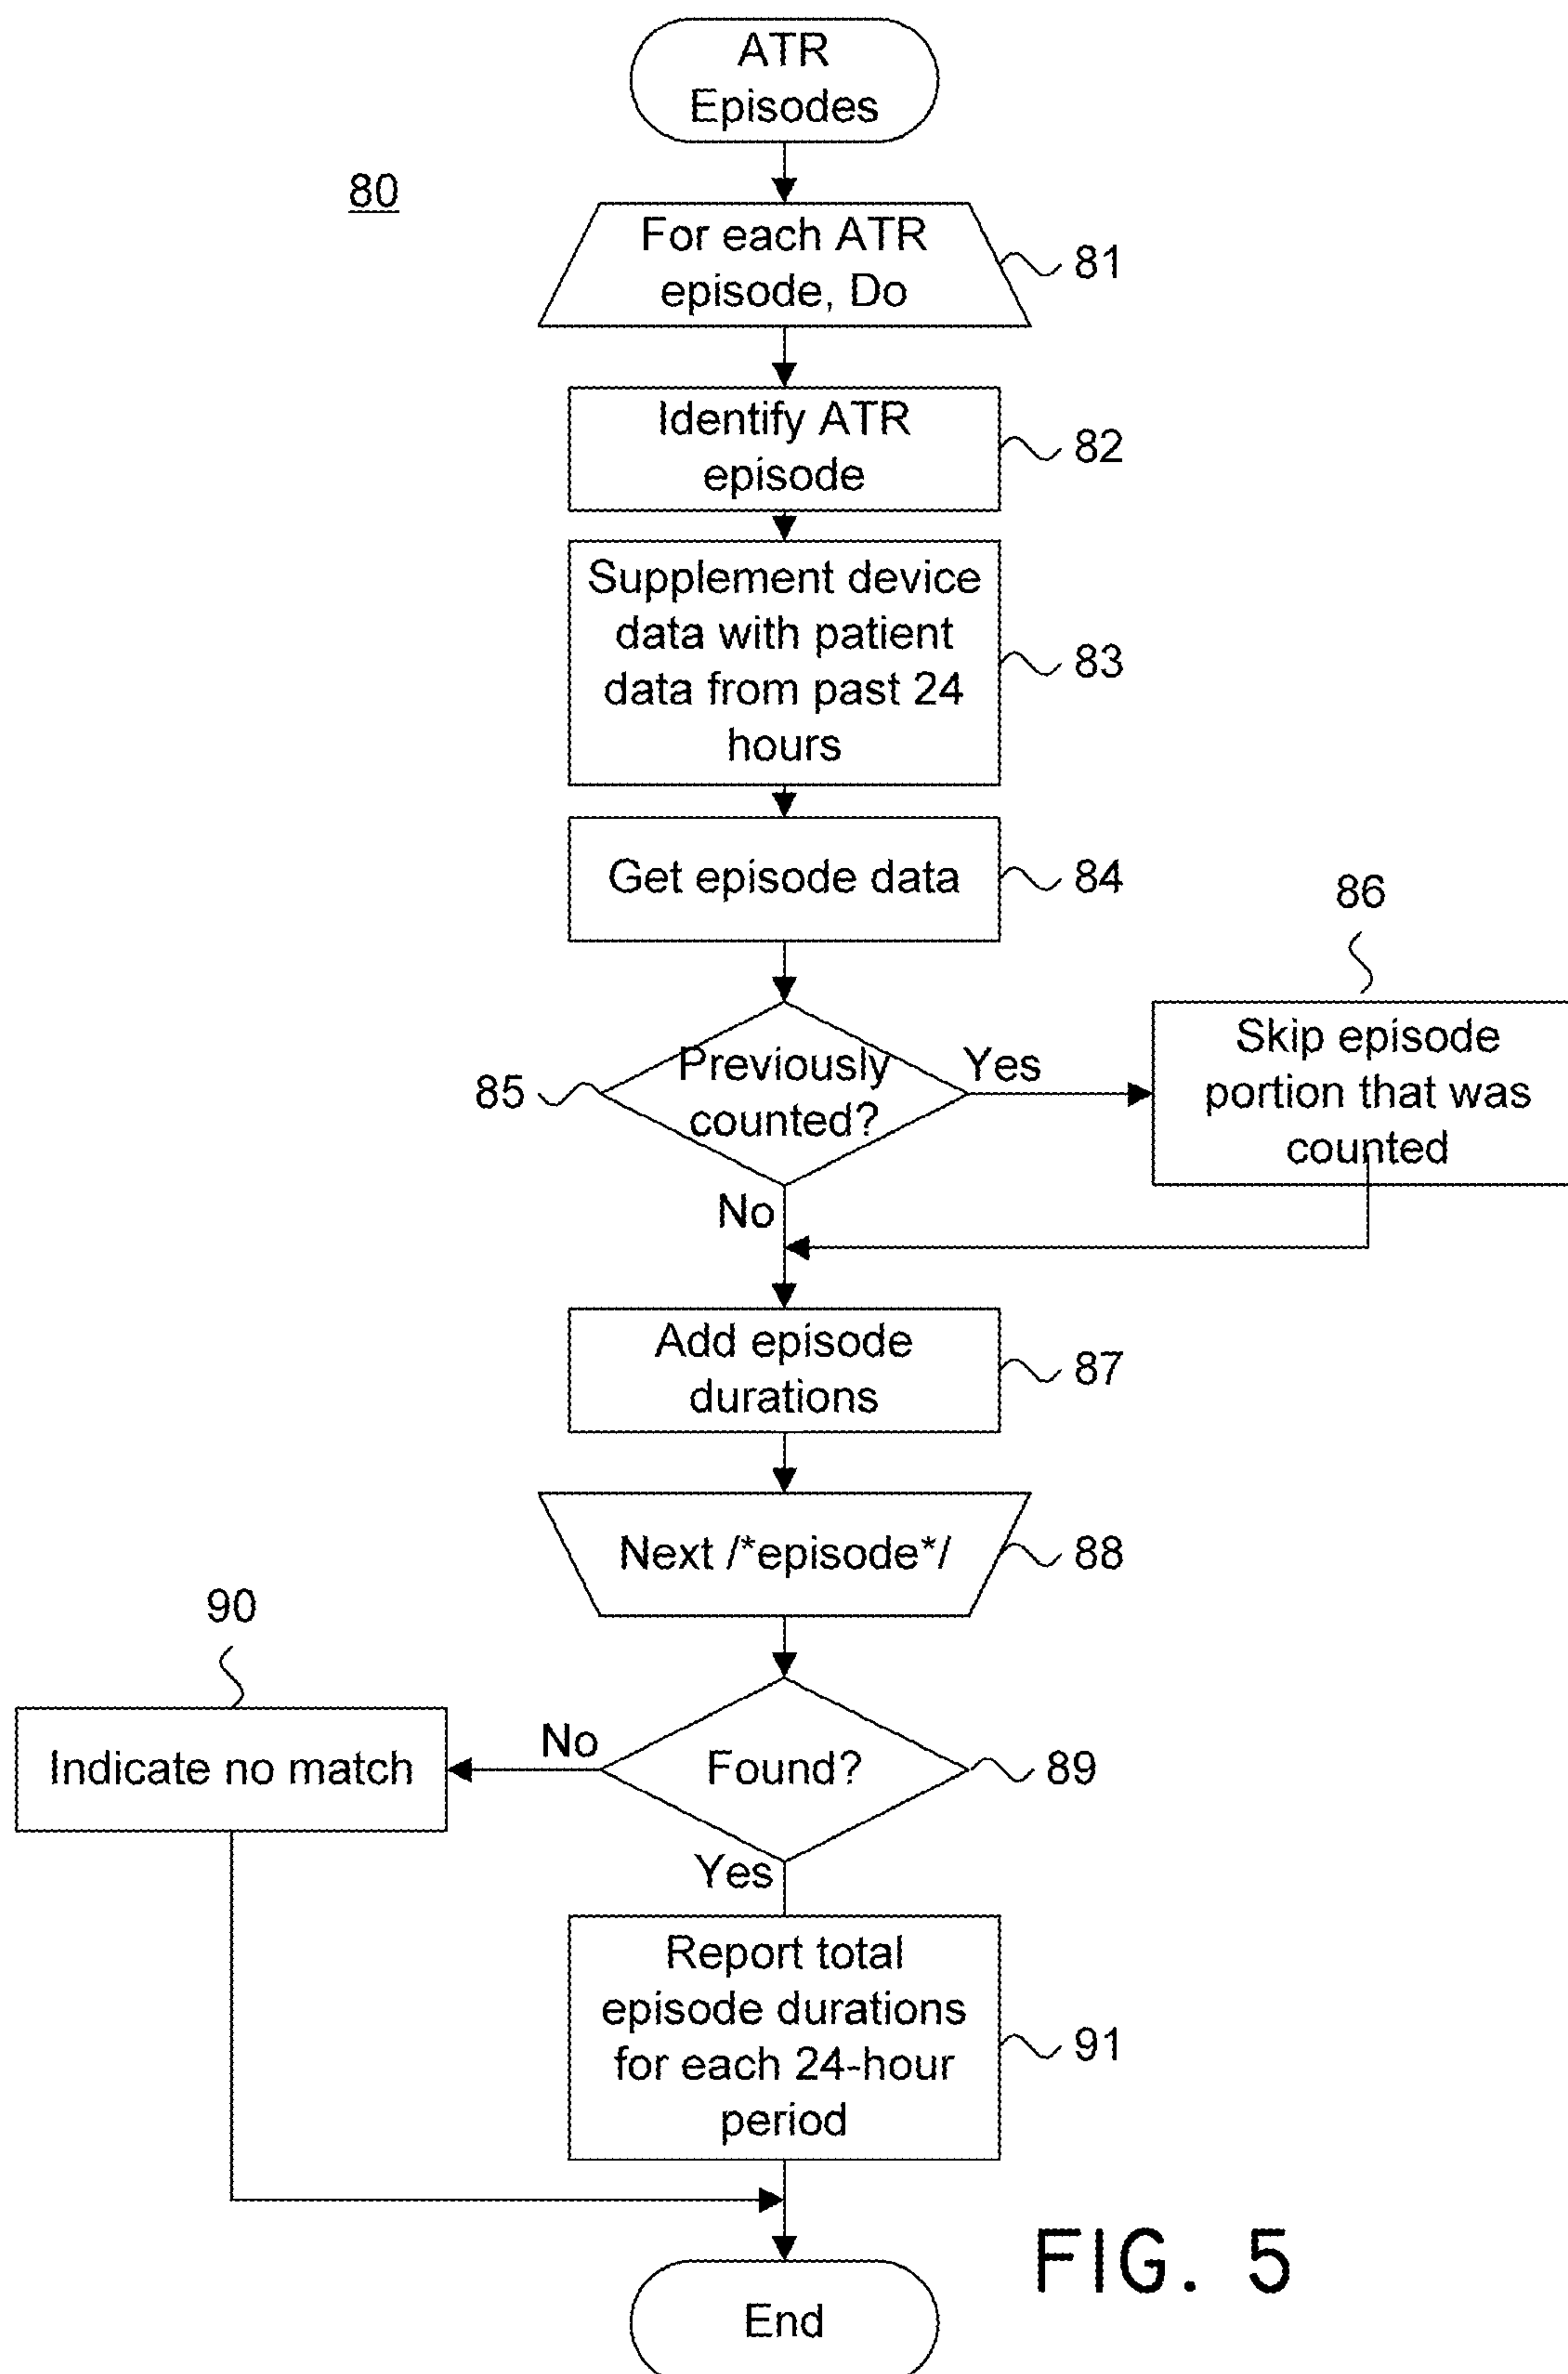 ATR
Episodes
80
For each ATR
episode, Do
81
Identify ATR
episode
82
Supplement device
data with patient
data from past 24
hours
83
Get episode data
84
86
Previously
counted?
85
Yes
Skip episode
portion that was
counted
No
Add episode
durations
87
Next /*episode*/
88
90
Indicate no match
No
Found?
89
Yes
Report total
episode durations
for each 24-hour
period
91
End
FIG. 5